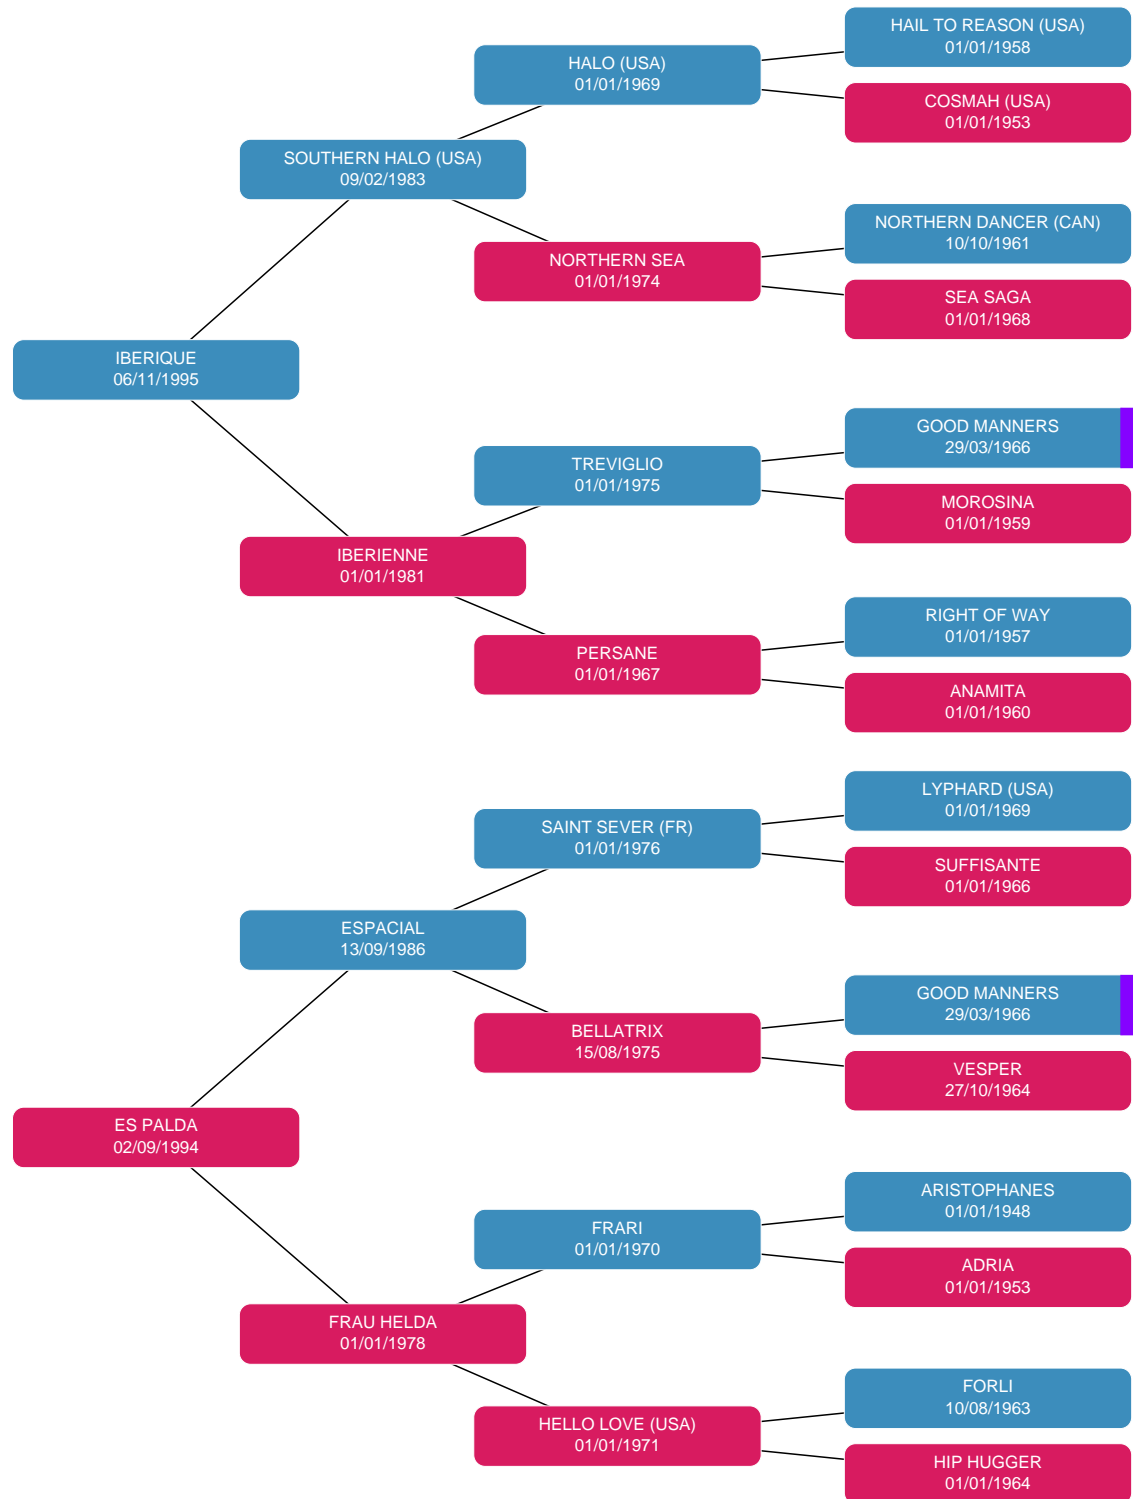 HAIL TO REASON (USA)
01/01/1958
HALO (USA)
01/01/1969
COSMAH (USA)
01/01/1953
SOUTHERN HALO (USA)
09/02/1983
NORTHERN DANCER (CAN)
10/10/1961
NORTHERN SEA
01/01/1974
SEA SAGA
01/01/1968
IBERIQUE
06/11/1995
GOOD MANNERS
29/03/1966
TREVIGLIO
01/01/1975
MOROSINA
01/01/1959
IBERIENNE
01/01/1981
RIGHT OF WAY
01/01/1957
PERSANE
01/01/1967
ANAMITA
01/01/1960
LYPHARD (USA)
01/01/1969
SAINT SEVER (FR)
01/01/1976
SUFFISANTE
01/01/1966
ESPACIAL
13/09/1986
GOOD MANNERS
29/03/1966
BELLATRIX
15/08/1975
VESPER
27/10/1964
ES PALDA
02/09/1994
ARISTOPHANES
01/01/1948
FRARI
01/01/1970
ADRIA
01/01/1953
FRAU HELDA
01/01/1978
FORLI
10/08/1963
HELLO LOVE (USA)
01/01/1971
HIP HUGGER
01/01/1964